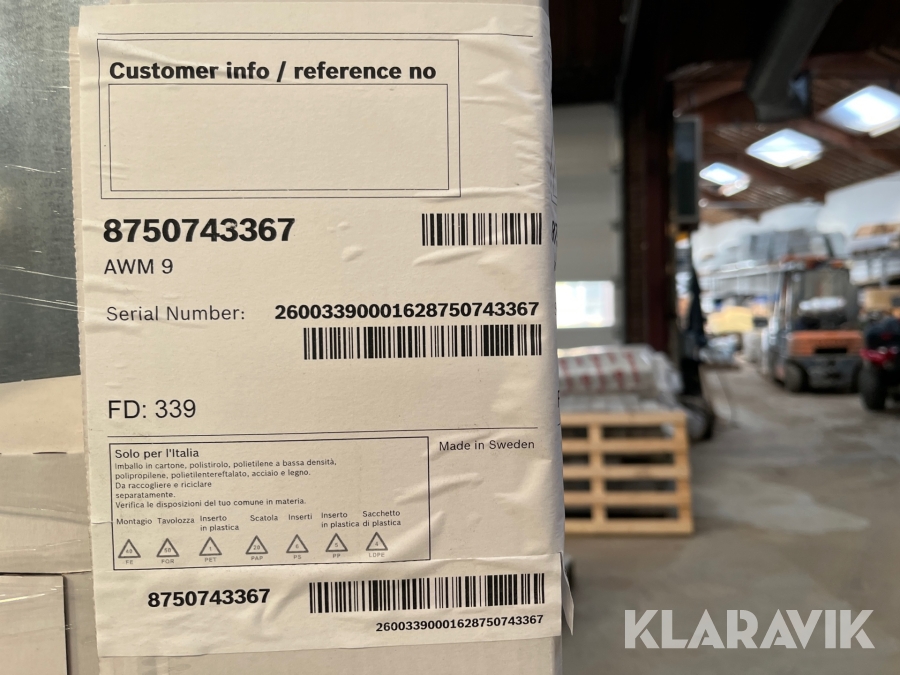 Customer info / reference no
8750743367
AWM 9
Serial Number: 26003390001628750743367
FD: 339
Made in Sweden
Solo per l'Italia
Imballo in cartone, polistirolo, polietilene a bassa densità,
polipropilene, polietilentereftalato, acciaio e legno.
Da raccogliere e riciclare
separatamente.
Verifica le disposizioni del tuo comune in materia.
Montagio Tavolozza Inserto in plastica Scatola Inserti Inserto in plastica Sacchetto di plastica
FE FOR PET PAP PS PP LDPE
8750743367
26003390001628750743367
KLARAVIK